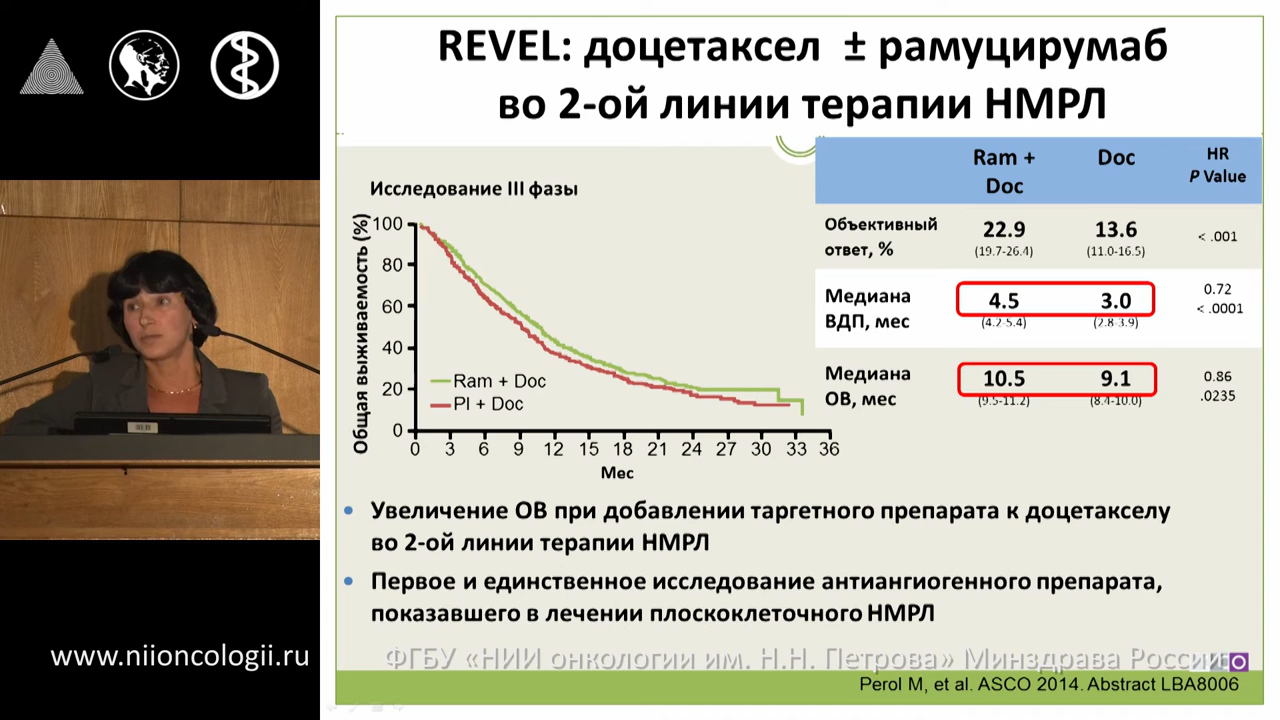 REVEL: доцетаксел ± рамуцирумаб
во 2-ой линии терапии НМРЛ
Исследование III фазы
Общая выживаемость (%)
100
80
60
40
20
0
Ram + Doc
Pl + Doc
0 3 6 9 12 15 18 21 24 27 30 33 36
Мес
Ram +
Doc
Doc
HR
P Value
Объективный
ответ, %
22.9
(19.7-26.4)
13.6
(11.0-16.5)
< .001
Медиана
ВДП, мес
4.5
(4.2-5.4)
3.0
(2.8-3.9)
0.72
< .0001
Медиана
ОВ, мес
10.5
(9.5-11.2)
9.1
(8.4-10.0)
0.86
.0235
• Увеличение ОВ при добавлении таргетного препарата к доцетакселу
во 2-ой линии терапии НМРЛ
• Первое и единственное исследование антиангиогенного препарата,
показавшего в лечении плоскоклеточного НМРЛ
www.niioncologii.ru
ФГБУ «НИИ онкологии им. Н.Н. Петрова» Минздрава России
Perol M, et al. ASCO 2014. Abstract LBA8006